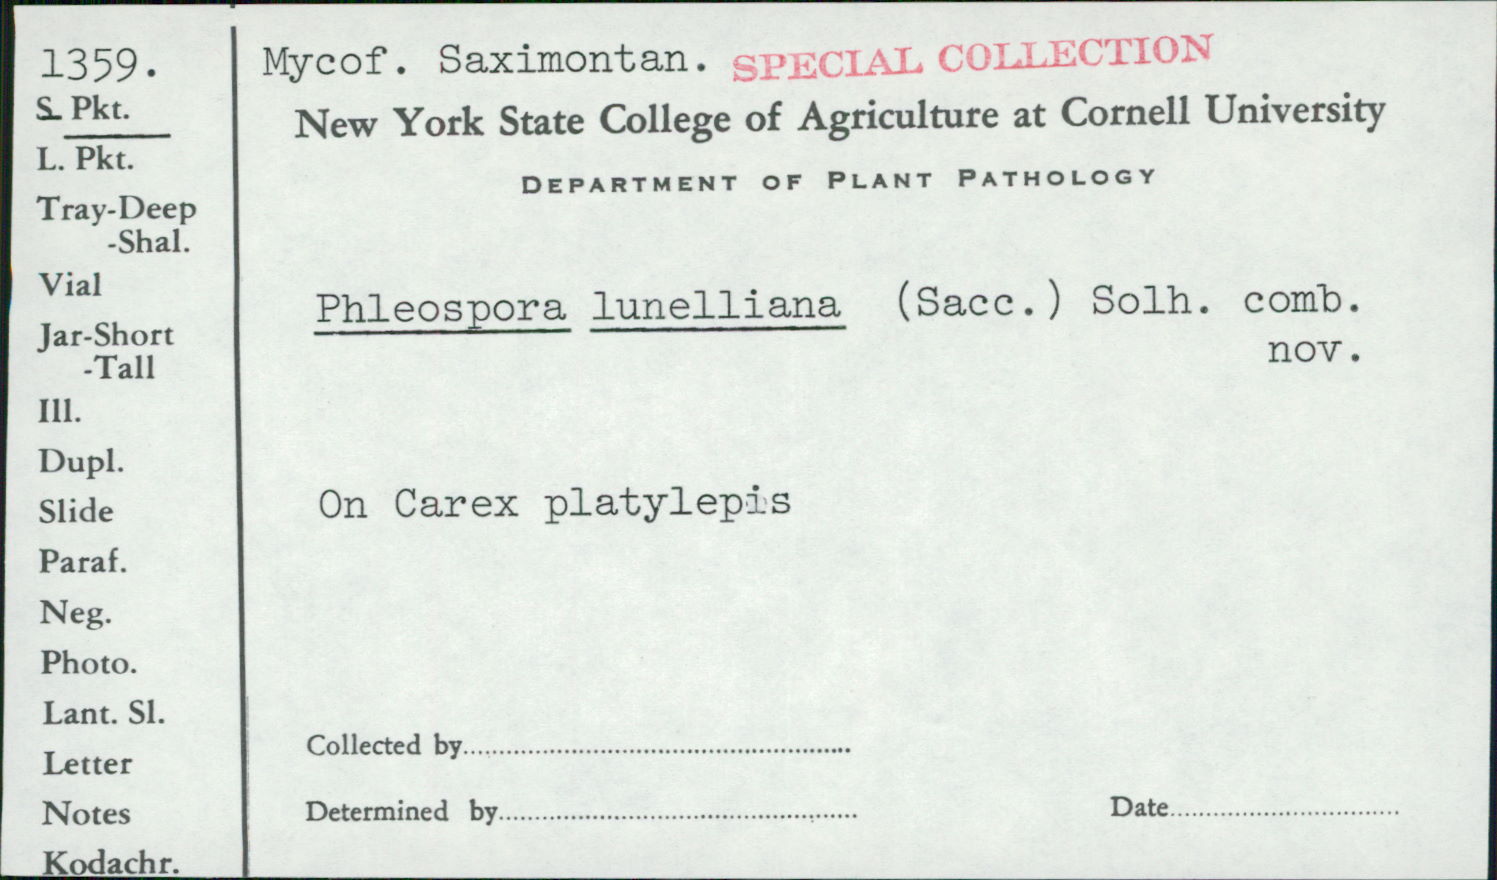 1359.
S. Pkt.
L. Pkt.
Tray-Deep
-Shal.
Vial
Jar-Short
-Tall
Ill.
Dupl.
Slide
Paraf.
Neg.
Photo.
Lant. Sl.
Letter
Notes
Kodachr.
Mycof. Saximontan. SPECIAL COLLECTION
New York State College of Agriculture at Cornell University
DEPARTMENT OF PLANT PATHOLOGY
Phleospora lunelliana (Sacc.) Solh. comb.
nov.
On Carex platylepis
Collected by
Determined by
Date